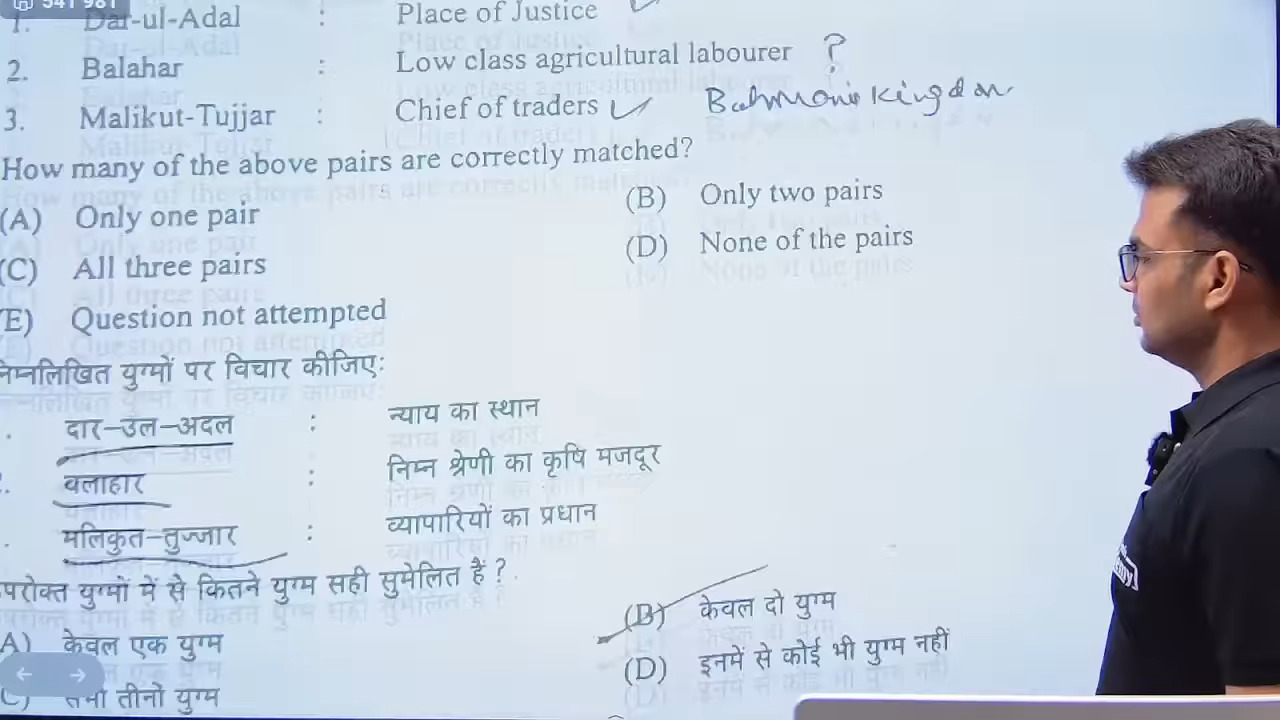 541 981
1. Dar-ul-Adal : Place of Justice
2. Balahar : Low class agricultural labourer ?
3. Malikut-Tujjar : Chief of traders Bahmani Kingdom
How many of the above pairs are correctly matched?
(A) Only one pair (B) Only two pairs
(C) All three pairs (D) None of the pairs
(E) Question not attempted
निम्नलिखित युग्मों पर विचार कीजिए:
दार-उल-अदल : न्याय का स्थान
बलाहार : निम्न श्रेणी का कृषि मजदूर
मलिकुत-तुज्जार : व्यापारियों का प्रधान
उपरोक्त युग्मों में से कितने युग्म सही सुमेलित हैं ?
(A) केवल एक युग्म (B) केवल दो युग्म
(C) सभी तीनों युग्म (D) इनमें से कोई भी युग्म नहीं